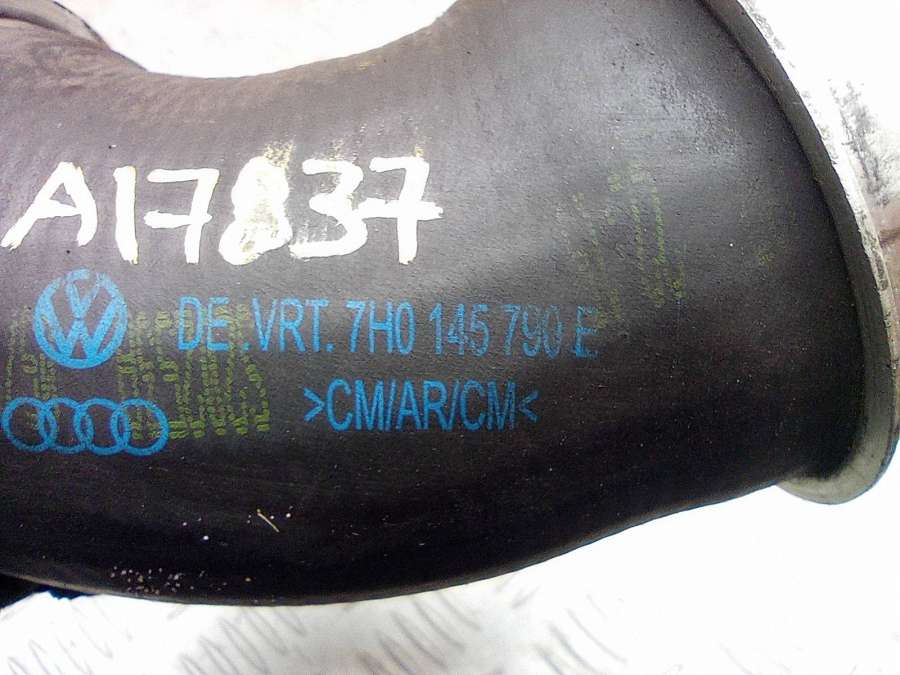 A17837
DE .VRT. 7H0 145 790 E
>CM/AR/CM<